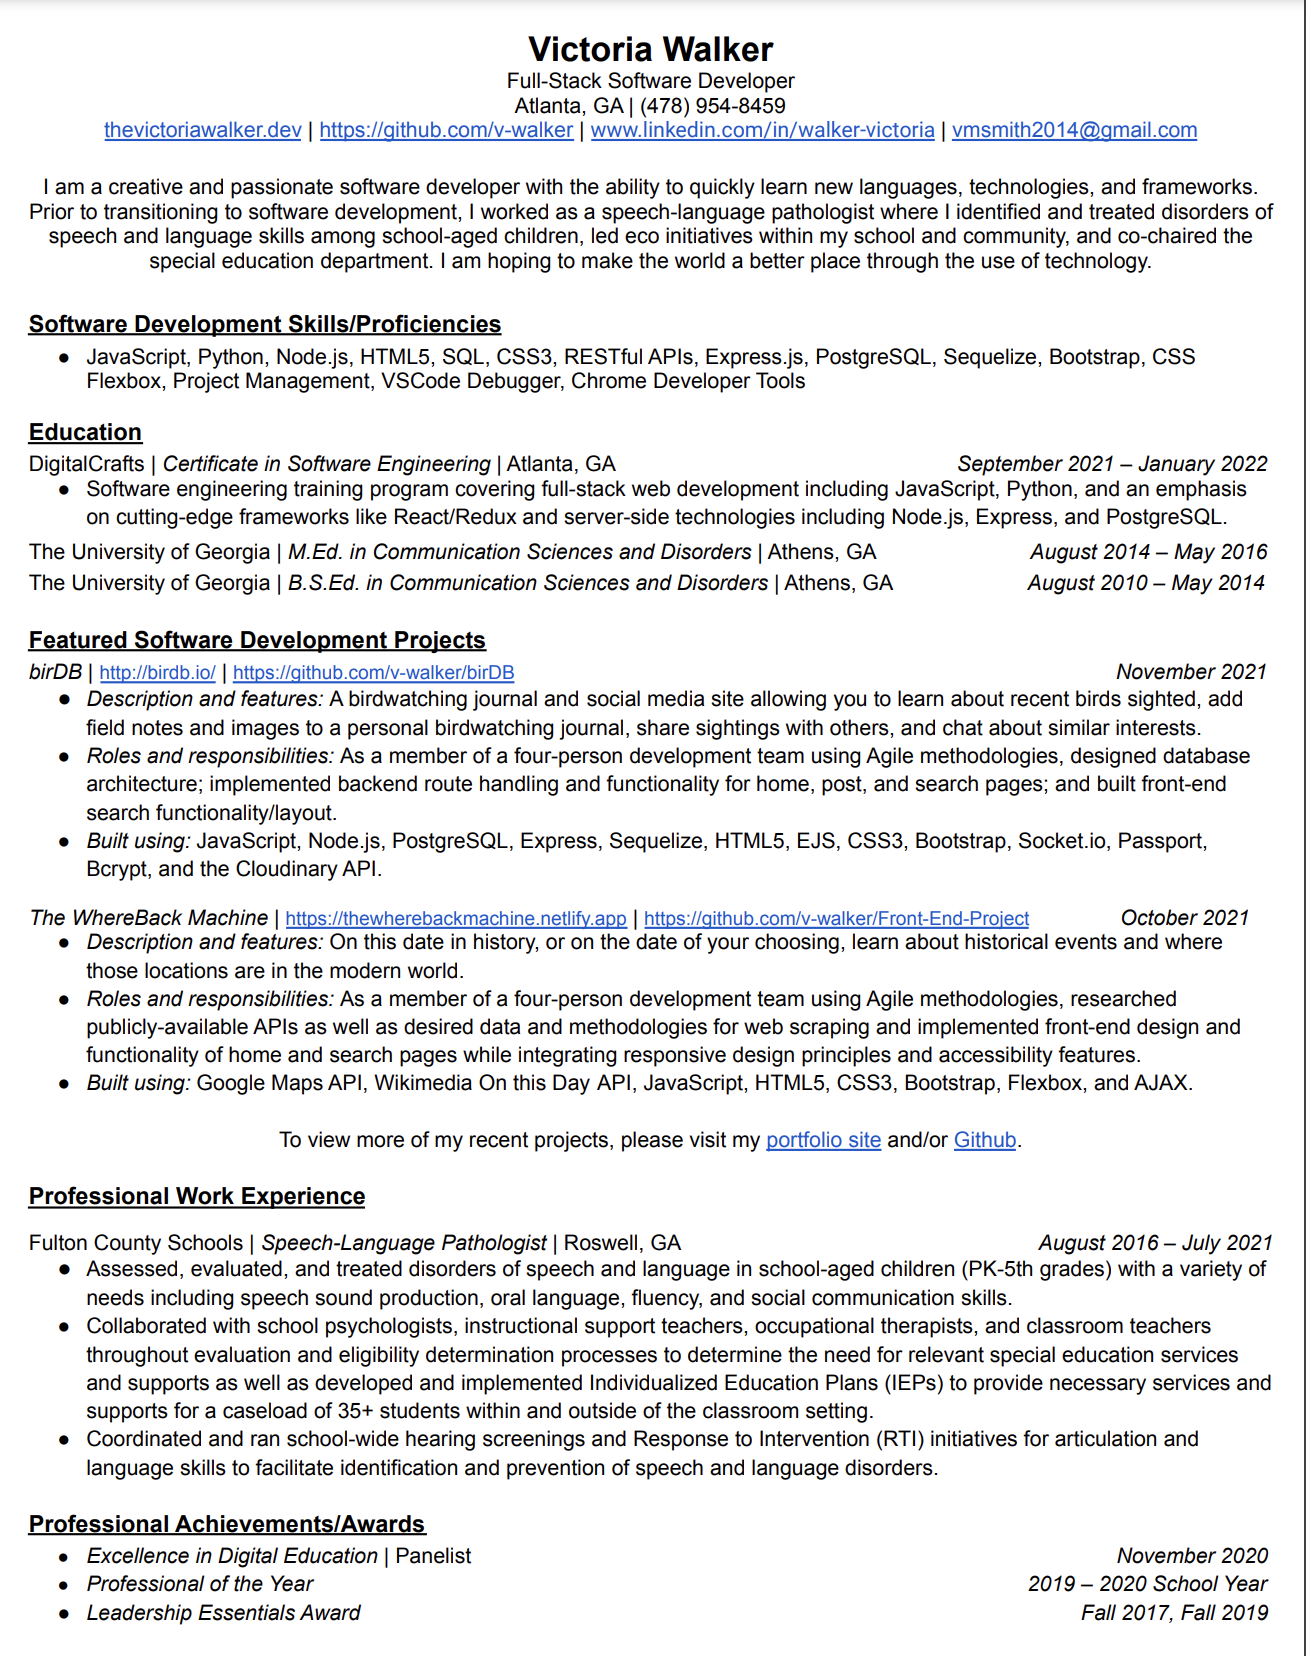 Victoria Walker
Full-Stack Software Developer
Atlanta, GA | (478) 954-8459
thevictoriawalker.dev | https://github.com/v-walker | www.linkedin.com/in/walker-victoria | vmsmith2014@gmail.com
I am a creative and passionate software developer with the ability to quickly learn new languages, technologies, and frameworks.
Prior to transitioning to software development, I worked as a speech-language pathologist where I identified and treated disorders of
speech and language skills among school-aged children, led eco initiatives within my school and community, and co-chaired the
special education department. I am hoping to make the world a better place through the use of technology.
Software Development Skills/Proficiencies
● JavaScript, Python, Node.js, HTML5, SQL, CSS3, RESTful APIs, Express.js, PostgreSQL, Sequelize, Bootstrap, CSS
Flexbox, Project Management, VSCode Debugger, Chrome Developer Tools
Education
DigitalCrafts | Certificate in Software Engineering | Atlanta, GA September 2021 – January 2022
● Software engineering training program covering full-stack web development including JavaScript, Python, and an emphasis
on cutting-edge frameworks like React/Redux and server-side technologies including Node.js, Express, and PostgreSQL.
The University of Georgia | M.Ed. in Communication Sciences and Disorders | Athens, GA August 2014 – May 2016
The University of Georgia | B.S.Ed. in Communication Sciences and Disorders | Athens, GA August 2010 – May 2014
Featured Software Development Projects
birDB | http://birdb.io/ | https://github.com/v-walker/birDB November 2021
● Description and features: A birdwatching journal and social media site allowing you to learn about recent birds sighted, add
field notes and images to a personal birdwatching journal, share sightings with others, and chat about similar interests.
● Roles and responsibilities: As a member of a four-person development team using Agile methodologies, designed database
architecture; implemented backend route handling and functionality for home, post, and search pages; and built front-end
search functionality/layout.
● Built using: JavaScript, Node.js, PostgreSQL, Express, Sequelize, HTML5, EJS, CSS3, Bootstrap, Socket.io, Passport,
Bcrypt, and the Cloudinary API.
The WhereBack Machine | https://thewherebackmachine.netlify.app | https://github.com/v-walker/Front-End-Project October 2021
● Description and features: On this date in history, or on the date of your choosing, learn about historical events and where
those locations are in the modern world.
● Roles and responsibilities: As a member of a four-person development team using Agile methodologies, researched
publicly-available APIs as well as desired data and methodologies for web scraping and implemented front-end design and
functionality of home and search pages while integrating responsive design principles and accessibility features.
● Built using: Google Maps API, Wikimedia On this Day API, JavaScript, HTML5, CSS3, Bootstrap, Flexbox, and AJAX.
To view more of my recent projects, please visit my portfolio site and/or Github.
Professional Work Experience
Fulton County Schools | Speech-Language Pathologist | Roswell, GA August 2016 – July 2021
● Assessed, evaluated, and treated disorders of speech and language in school-aged children (PK-5th grades) with a variety of
needs including speech sound production, oral language, fluency, and social communication skills.
● Collaborated with school psychologists, instructional support teachers, occupational therapists, and classroom teachers
throughout evaluation and eligibility determination processes to determine the need for relevant special education services
and supports as well as developed and implemented Individualized Education Plans (IEPs) to provide necessary services and
supports for a caseload of 35+ students within and outside of the classroom setting.
● Coordinated and ran school-wide hearing screenings and Response to Intervention (RTI) initiatives for articulation and
language skills to facilitate identification and prevention of speech and language disorders.
Professional Achievements/Awards
● Excellence in Digital Education | Panelist November 2020
● Professional of the Year 2019 – 2020 School Year
● Leadership Essentials Award Fall 2017, Fall 2019